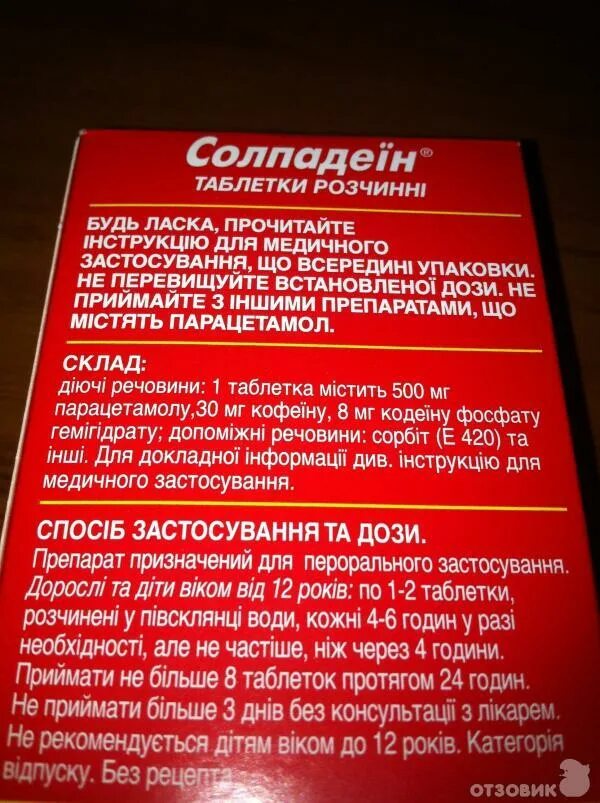 Солпадеїн®
ТАБЛЕТКИ РОЗЧИННІ
БУДЬ ЛАСКА, ПРОЧИТАЙТЕ
ІНСТРУКЦІЮ ДЛЯ МЕДИЧНОГО
ЗАСТОСУВАННЯ, ЩО ВСЕРЕДИНІ УПАКОВКИ.
НЕ ПЕРЕВИЩУЙТЕ ВСТАНОВЛЕНОЇ ДОЗИ. НЕ
ПРИЙМАЙТЕ З ІНШИМИ ПРЕПАРАТАМИ, ЩО
МІСТЯТЬ ПАРАЦЕТАМОЛ.
СКЛАД:
діючі речовини: 1 таблетка містить 500 мг
парацетамолу,30 мг кофеїну, 8 мг кодеїну фосфату
гемігідрату; допоміжні речовини: сорбіт (Е 420) та
інші. Для докладної інформації див. інструкцію для
медичного застосування.
СПОСІБ ЗАСТОСУВАННЯ ТА ДОЗИ.
Препарат призначений для перорального застосування.
Дорослі та діти віком від 12 років: по 1-2 таблетки,
розчинені у півсклянці води, кожні 4-6 годин у разі
необхідності, але не частіше, ніж через 4 години.
Приймати не більше 8 таблеток протягом 24 годин.
Не приймати більше 3 днів без консультації з лікарем.
Не рекомендується дітям віком до 12 років. Категорія
відпуску. Без рецепта
ОТЗОВИК